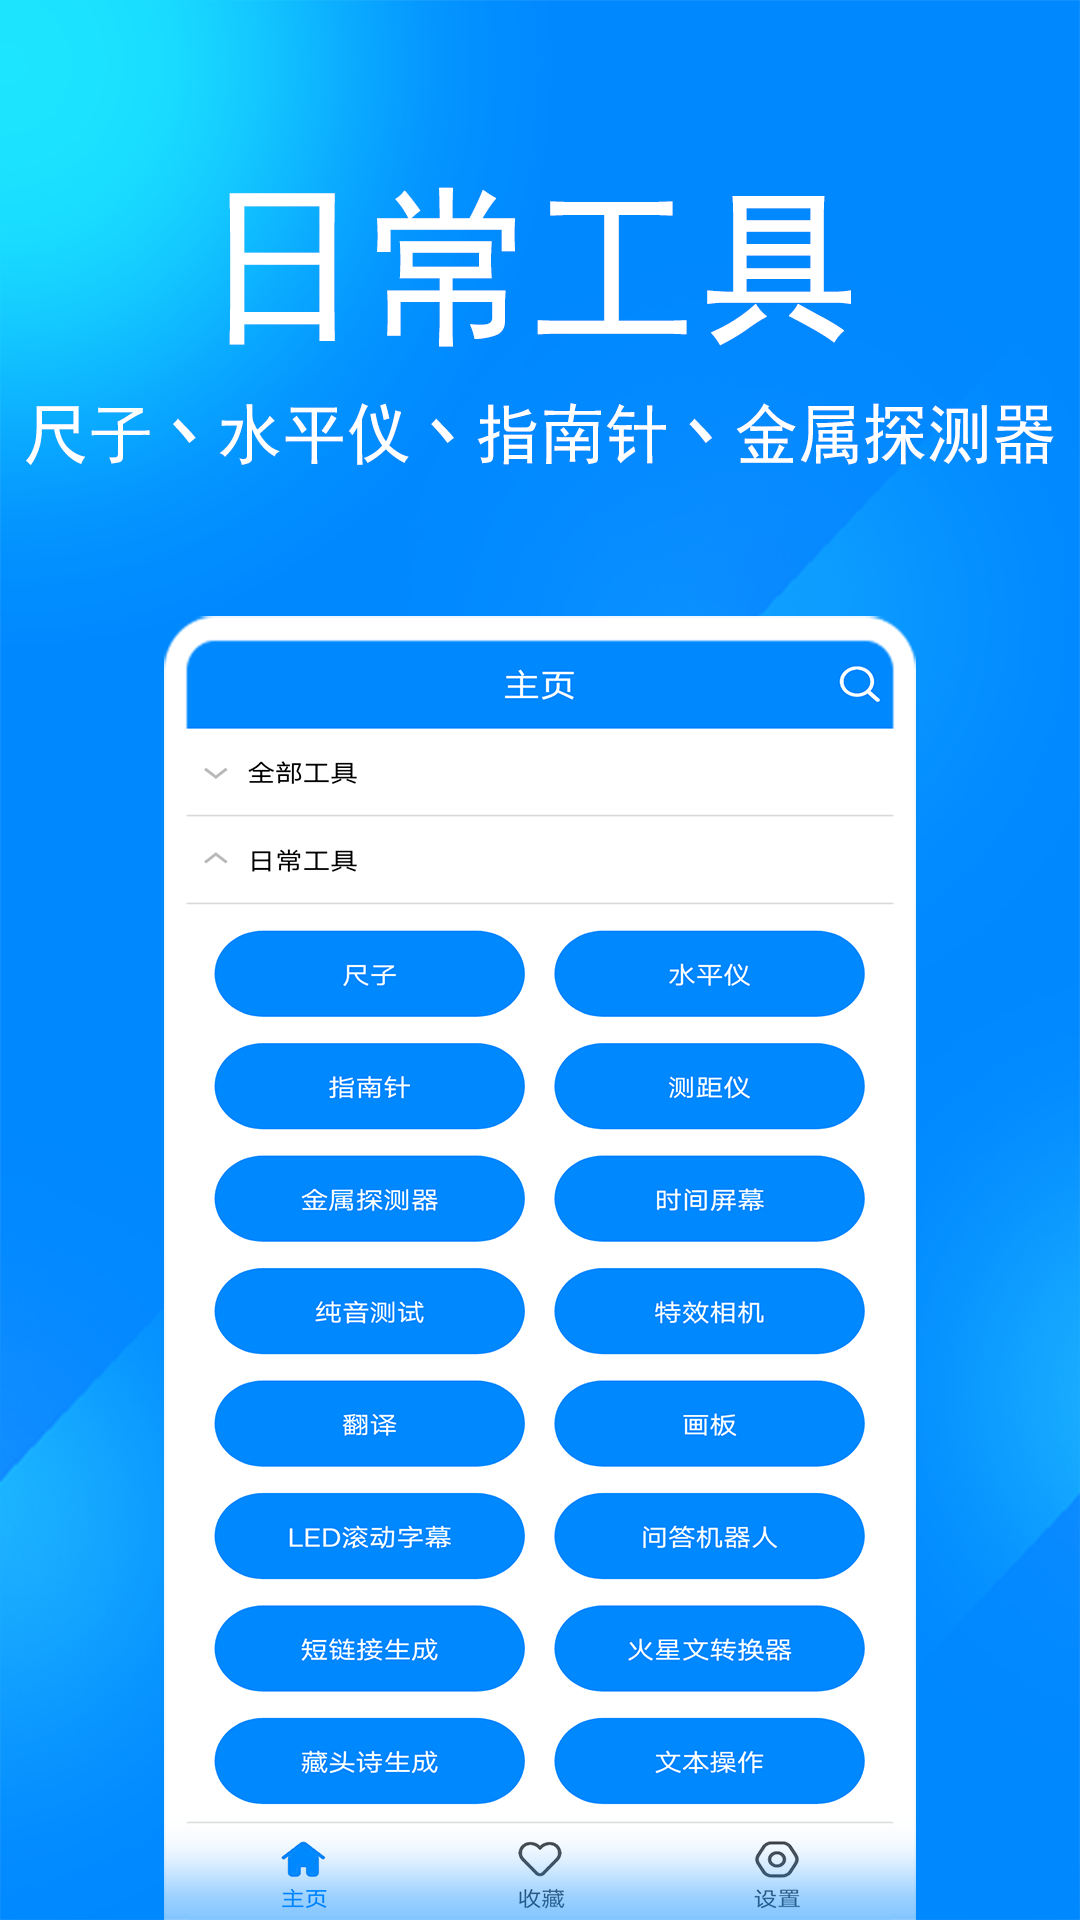 日常工具
尺子、水平仪、指南针、金属探测器
主页
全部工具
日常工具
尺子 水平仪
指南针 测距仪
金属探测器 时间屏幕
纯音测试 特效相机
翻译 画板
LED滚动字幕 问答机器人
短链接生成 火星文转换器
藏头诗生成 文本操作
主页 收藏 设置